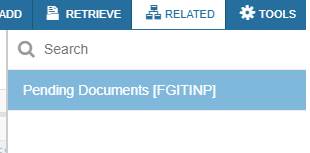 ADD RETRIEVE RELATED TOOLS
Search
Pending Documents [FGITINP]